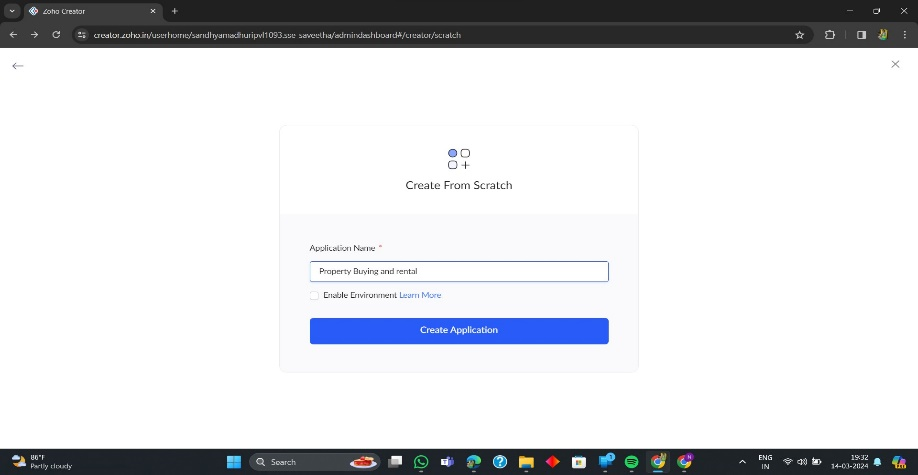 Zoho Creator
creator.zoho.in/userhome/sandhyamadhuripvl1093.sse-saveetha/admindashboard#/creator/scratch
Create From Scratch
Application Name *
Property Buying and rental
Enable Environment Learn More
Create Application
86°F
Partly cloudy
Search
ENG
IN
19:32
14-03-2024